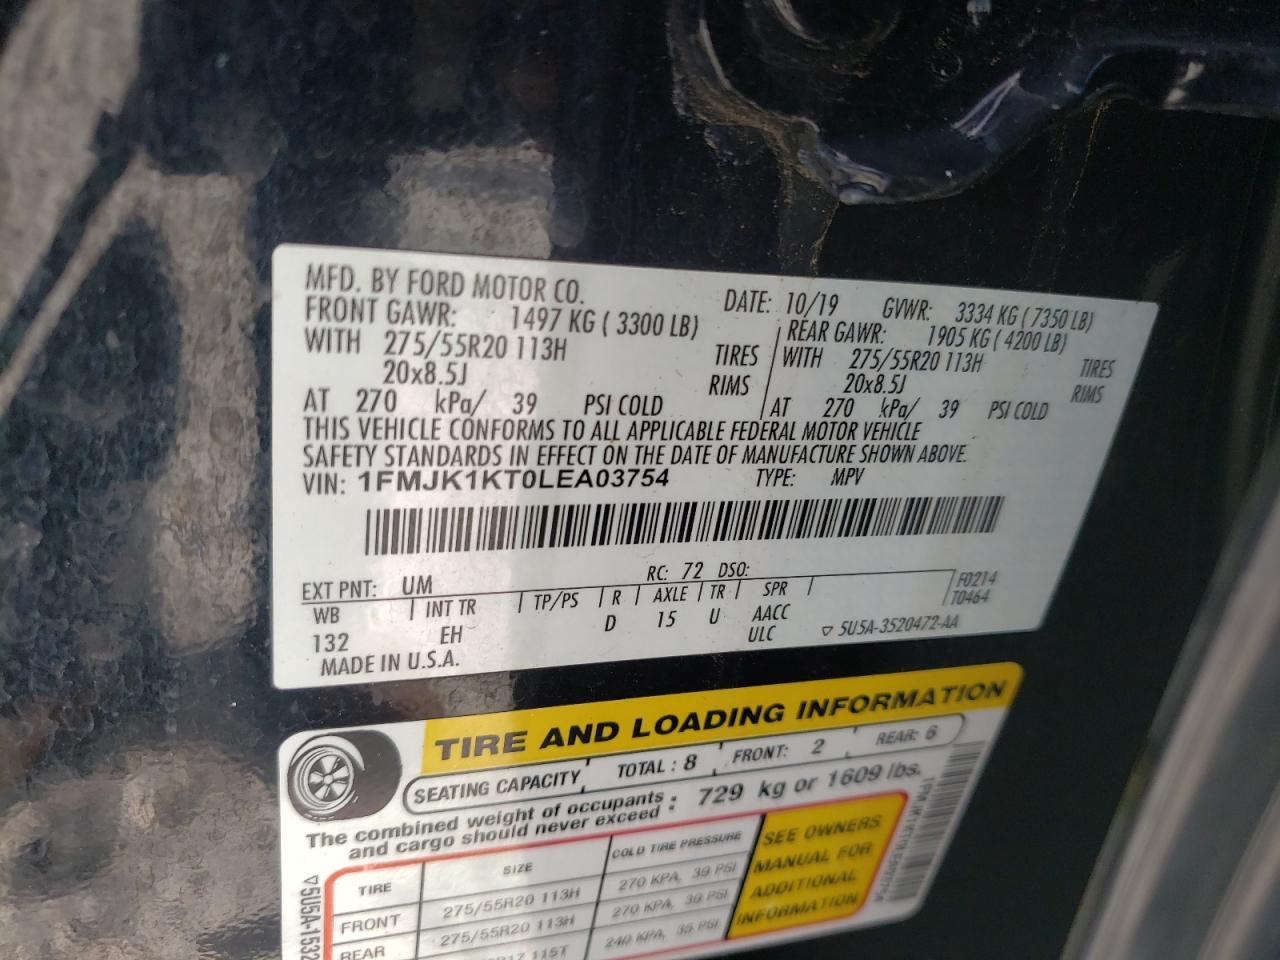 MFD. BY FORD MOTOR CO.
DATE: 10/19 GVWR: 3334 KG ( 7350 LB)
FRONT GAWR: 1497 KG ( 3300 LB)
WITH 275/55R20 113H TIRES
20x8.5J RIMS
AT 270 kPa/ 39 PSI COLD
REAR GAWR: 1905 KG ( 4200 LB)
WITH 275/55R20 113H TIRES
20x8.5J RIMS
AT 270 kPa/ 39 PSI COLD
THIS VEHICLE CONFORMS TO ALL APPLICABLE FEDERAL MOTOR VEHICLE
SAFETY STANDARDS IN EFFECT ON THE DATE OF MANUFACTURE SHOWN ABOVE.
VIN: 1FMJK1KT0LEA03754 TYPE: MPV
EXT PNT: UM RC: 72 DSO:
WB INT TR TP/PS R AXLE TR SPR F0214
T0464
132 EH D 15 U AACC
ULC ▽ 5U5A-3520472-AA
MADE IN U.S.A.
TIRE AND LOADING INFORMATION
SEATING CAPACITY TOTAL : 8 FRONT: 2 REAR: 6
The combined weight of occupants : 729 kg or 1609 lbs.
and cargo should never exceed :
TIRE SIZE COLD TIRE PRESSURE
FRONT 275/55R20 113H 270 KPA, 39 PSI
REAR 275/55R20 113H 270 KPA, 39 PSI
115T 240 KPA, 35 PSI
SEE OWNERS
MANUAL FOR
ADDITIONAL
INFORMATION
▽5U5A-1532